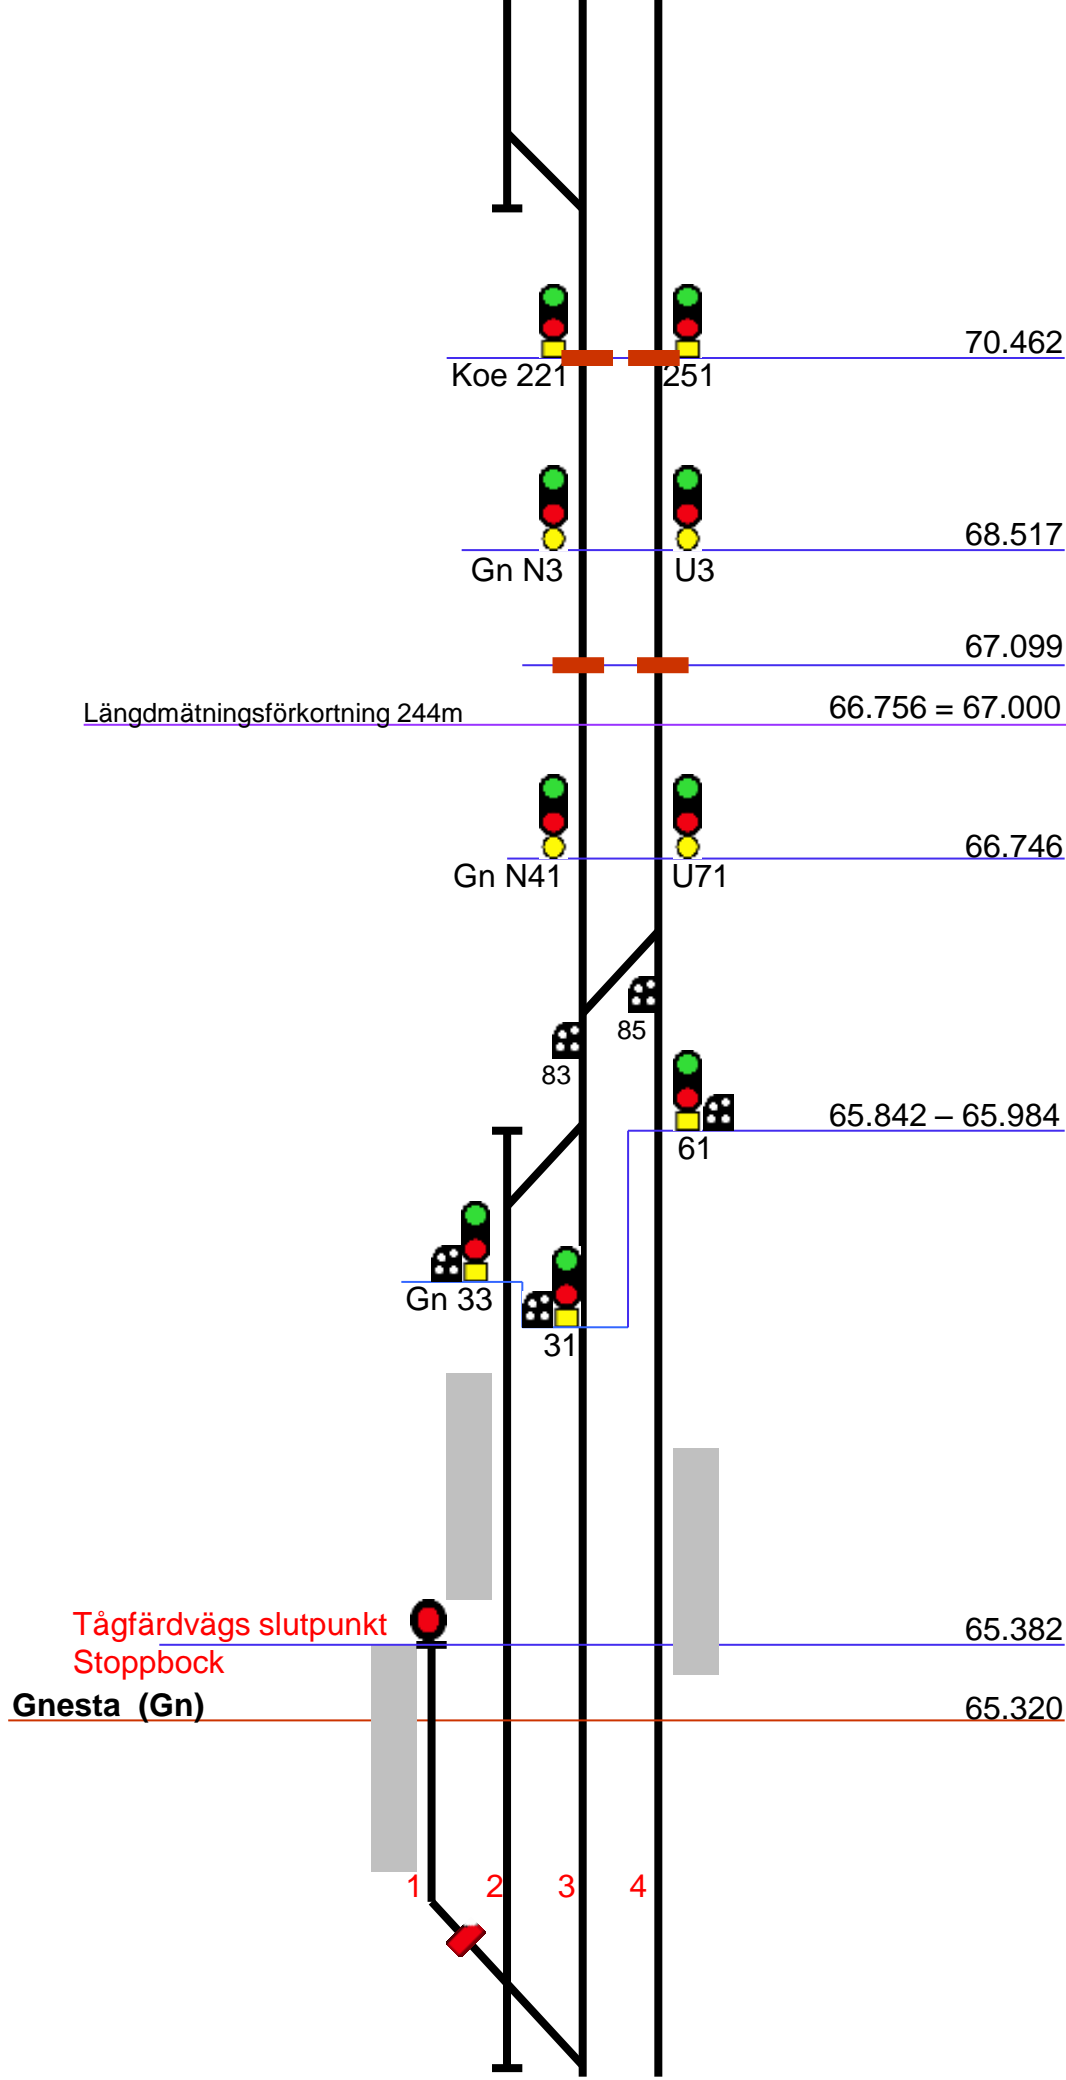 70.462
Koe 221 251
68.517
Gn N3 U3
67.099
Längdmätningsförkortning 244m 66.756 = 67.000
66.746
Gn N41 U71
85
83
65.842 – 65.984
61
Gn 33
31
Tågfärdvägs slutpunkt 65.382
Stoppbock
Gnesta (Gn) 65.320
1 2 3 4